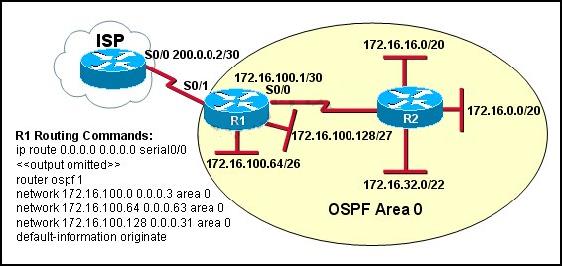 ISP
S0/0 200.0.0.2/30
S0/1
172.16.100.1/30
S0/0
R1
172.16.16.0/20
172.16.0.0/20
R2
172.16.100.128/27
172.16.100.64/26
172.16.32.0/22
OSPF Area 0
R1 Routing Commands:
ip route 0.0.0.0 0.0.0.0 serial0/0
<<output omitted>>
router ospf 1
network 172.16.100.0 0.0.0.3 area 0
network 172.16.100.64 0.0.0.63 area 0
network 172.16.100.128 0.0.0.31 area 0
default-information originate